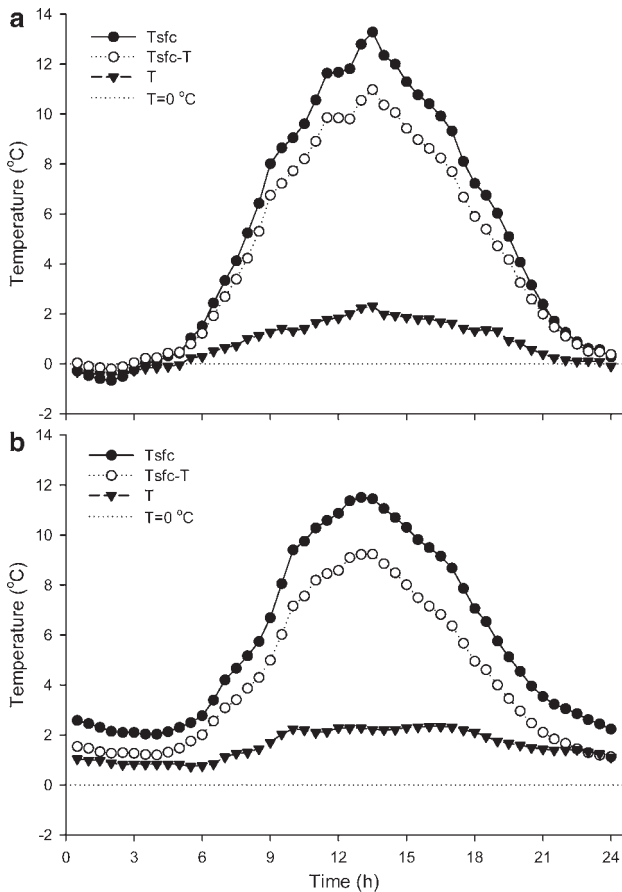 a
Tsfc
Tsfc-T
T
T=0 °C
Temperature (°C)
14
12
10
8
6
4
2
0
-2
b
Tsfc
Tsfc-T
T
T=0 °C
Temperature (°C)
14
12
10
8
6
4
2
0
-2
0 3 6 9 12 15 18 21 24
Time (h)